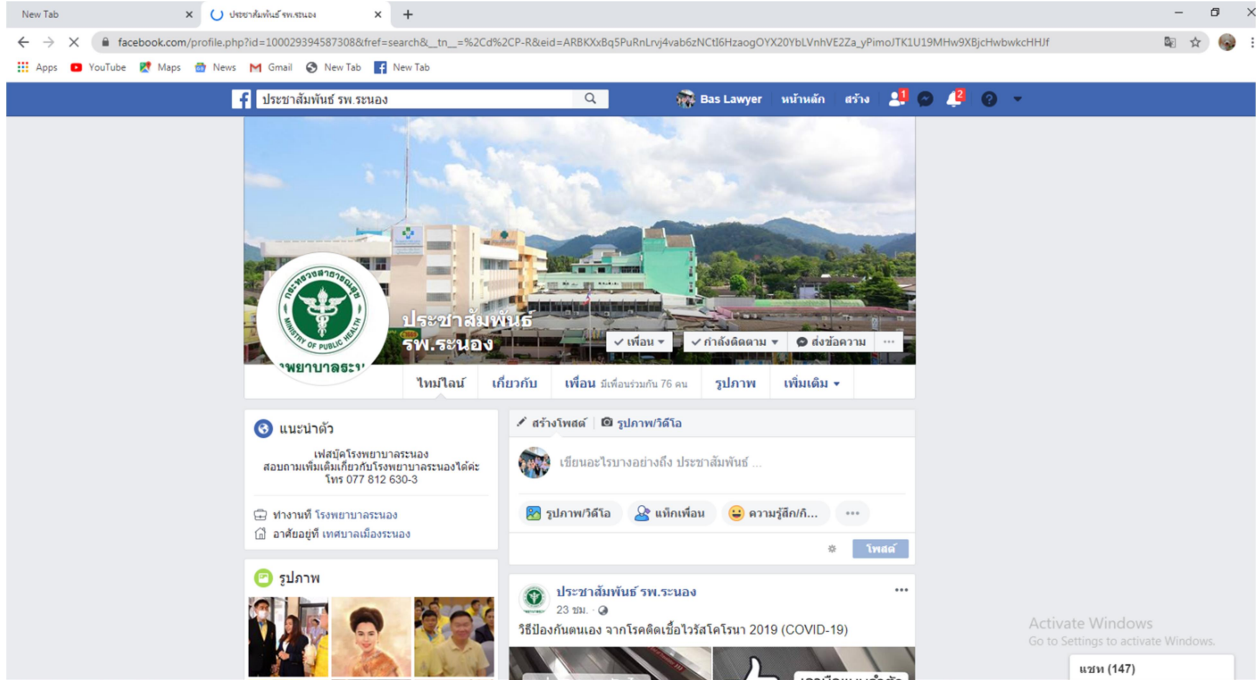 New Tab
ประชาสัมพันธ์ รพ.ระนอง
facebook.com/profile.php?id=100029394587308&fref=search&__tn__=%2Cd%2CP-R&eid=ARBKXxBq5PuRnLrvj4vab6zNCtI6HzaogOYX20YbLVnhVE2Za_yPimoJTK1U19MHw9XBjcHwbwkcHHJf
Apps YouTube Maps News Gmail New Tab New Tab
ประชาสัมพันธ์ รพ.ระนอง
Bas Lawyer หน้าหลัก สร้าง 1 2
กระทรวงสาธารณสุข
MINISTRY OF PUBLIC HEALTH
ประชาสัมพันธ์
รพ.ระนอง
เพื่อน กำลังติดตาม ส่งข้อความ ...
ไทม์ไลน์ เกี่ยวกับ เพื่อน มีเพื่อนร่วมกัน 76 คน รูปภาพ เพิ่มเติม
แนะนำตัว
เฟสบุ๊คโรงพยาบาลระนอง
สอบถามเพิ่มเติมเกี่ยวกับโรงพยาบาลระนองได้ค่ะ
โทร 077 812 630-3
ทำงานที่ โรงพยาบาลระนอง
อาศัยอยู่ที่ เทศบาลเมืองระนอง
รูปภาพ
สร้างโพสต์ รูปภาพ/วิดีโอ
เขียนอะไรบางอย่างถึง ประชาสัมพันธ์ ...
รูปภาพ/วิดีโอ แท็กเพื่อน ความรู้สึก/กิ... ...
โพสต์
ประชาสัมพันธ์ รพ.ระนอง
23 ชม. ·
วิธีป้องกันตนเอง จากโรคติดเชื้อไวรัสโคโรนา 2019 (COVID-19)
Activate Windows
Go to Settings to activate Windows.
แชท (147)